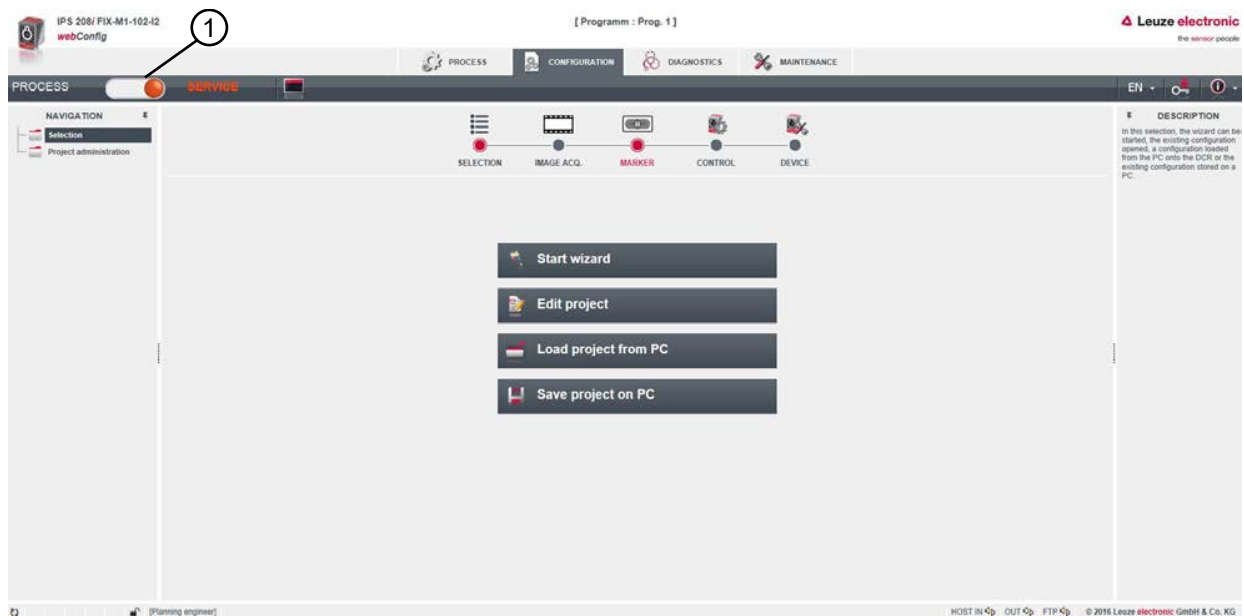 IPS 208i FIX-M1-102-I2
webConfig
1
[ Programm : Prog. 1 ]
Leuze electronic
the sensor people
PROCESS
CONFIGURATION
DIAGNOSTICS
MAINTENANCE
PROCESS
SERVICE
EN
NAVIGATION
Selection
Project administration
SELECTION
IMAGE ACQ.
MARKER
CONTROL
DEVICE
DESCRIPTION
In this selection, the wizard can be
started, the existing configuration
opened, a configuration loaded
from the PC onto the DCR or the
existing configuration stored on a
PC.
Start wizard
Edit project
Load project from PC
Save project on PC
[Planning engineer]
HOST IN OUT FTP © 2016 Leuze electronic GmbH & Co. KG